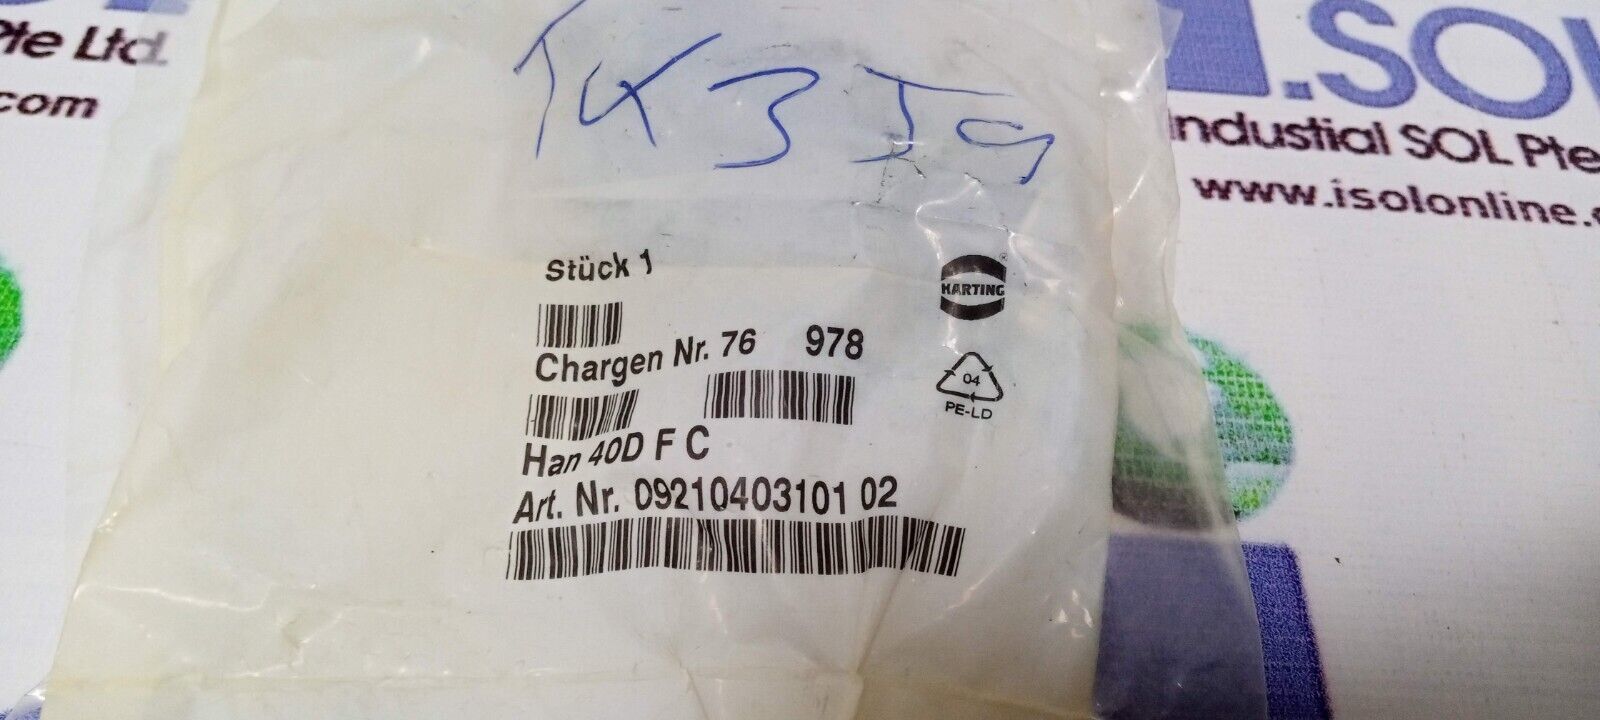 Pte Ltd.
.com
.SOL
Industial SOL Pte
www.isolonline.
Stück 1
HARTING
®
Chargen Nr. 76 978
04
PE-LD
Han 40D F C
Art. Nr. 09210403101 02